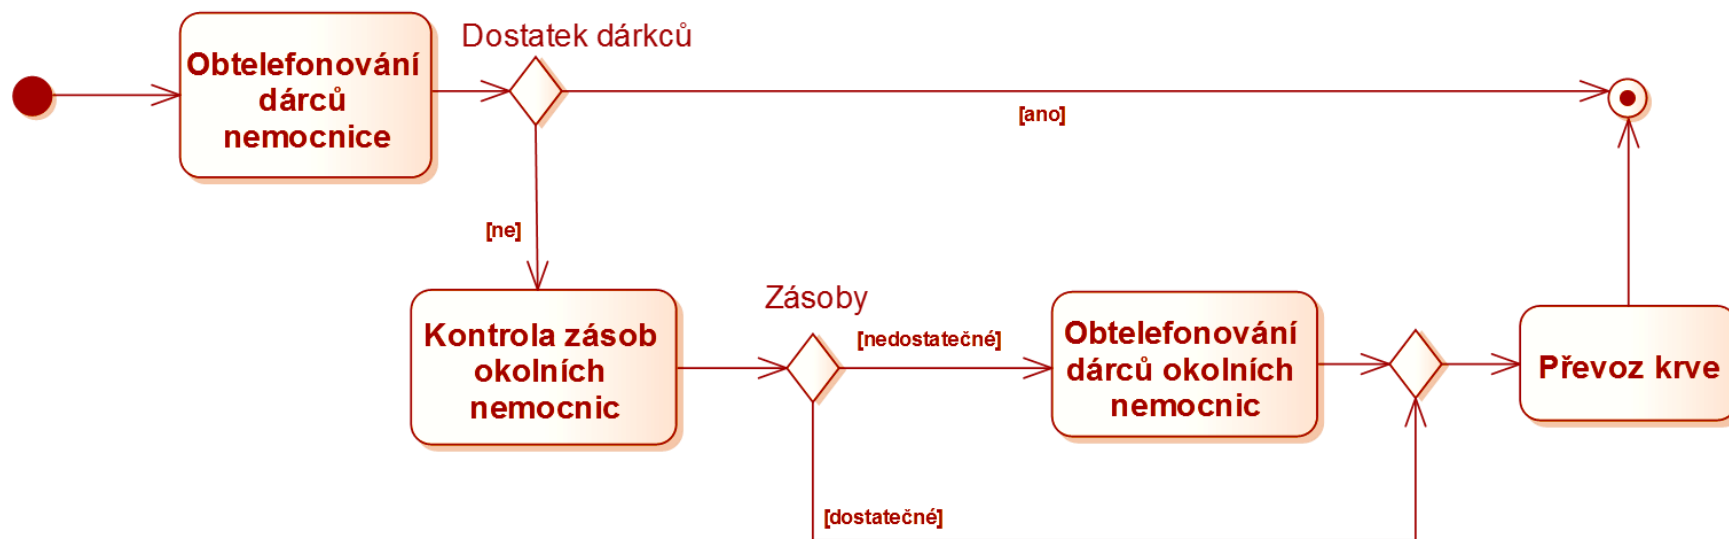 Dostatek dárkců
Obtelefonování
dárců
nemocnice
[ano]
[ne]
Zásoby
Kontrola zásob
okolních
nemocnic
[nedostatečné]
Obtelefonování
dárců okolních
nemocnic
Převoz krve
[dostatečné]